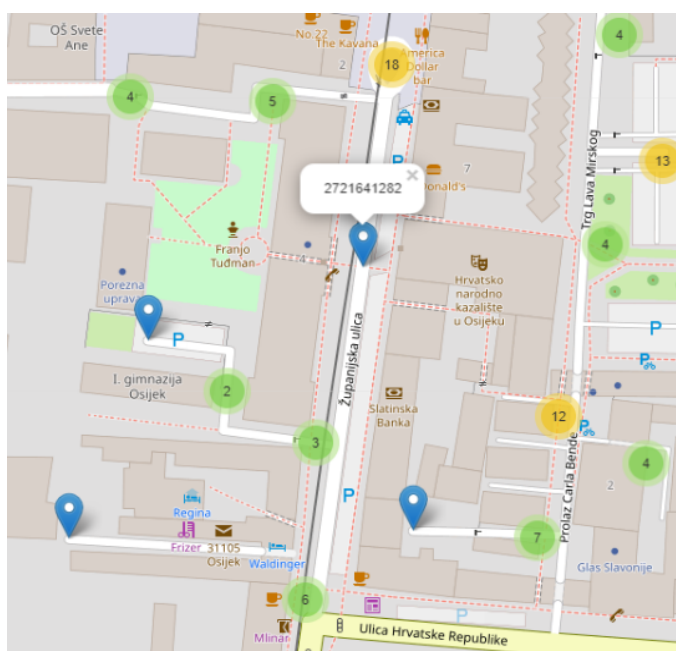 OŠ Svete
Ane
No.22
The Kavana
America
Dollar
bar
2
18
4
4
5
13
P
7
2721641282
×
Donald's
Trg Lava Mirskog
4
Franjo
Tuđman
4
Hrvatsko
narodno
kazalište
u Osijeku
Porezna
uprava
P
P
Županijska ulica
I. gimnazija
Osijek
2
Slatinska
Banka
12
3
4
2
P
Regina
Frizer
31105
Osijek
Waldinger
7
Prolaz Carla Bende
Glas Slavonije
6
P
Mlinar
Ulica Hrvatske Republike